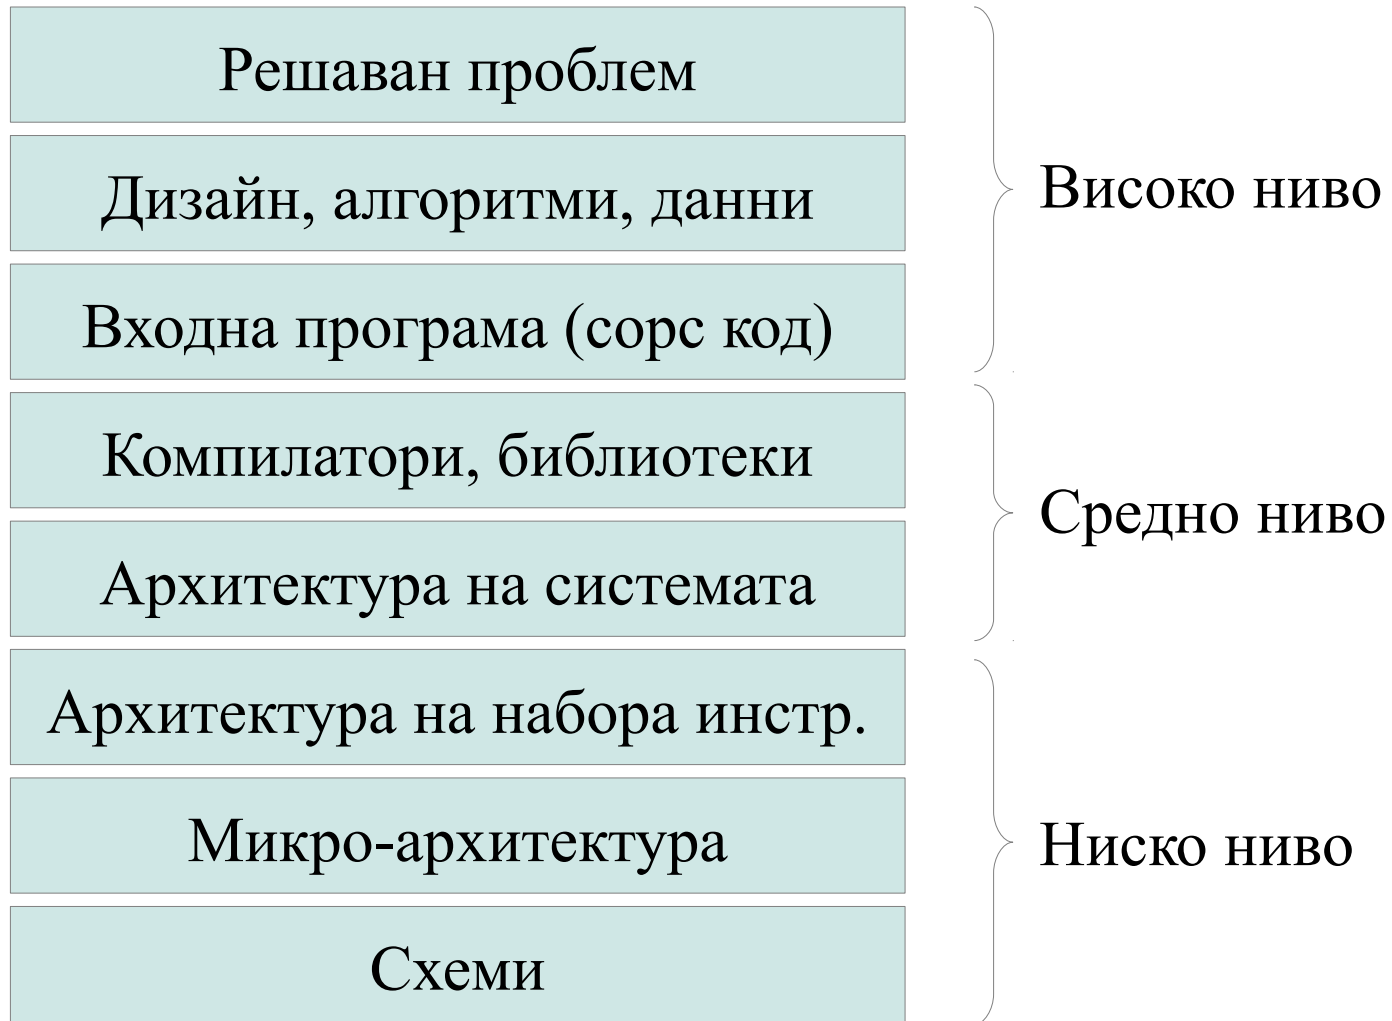 Решаван проблем
Дизайн, алгоритми, данни
Високо ниво
Входна програма (сорс код)
Компилатори, библиотеки
Средно ниво
Архитектура на системата
Архитектура на набора инстр.
Микро-архитектура
Ниско ниво
Схеми